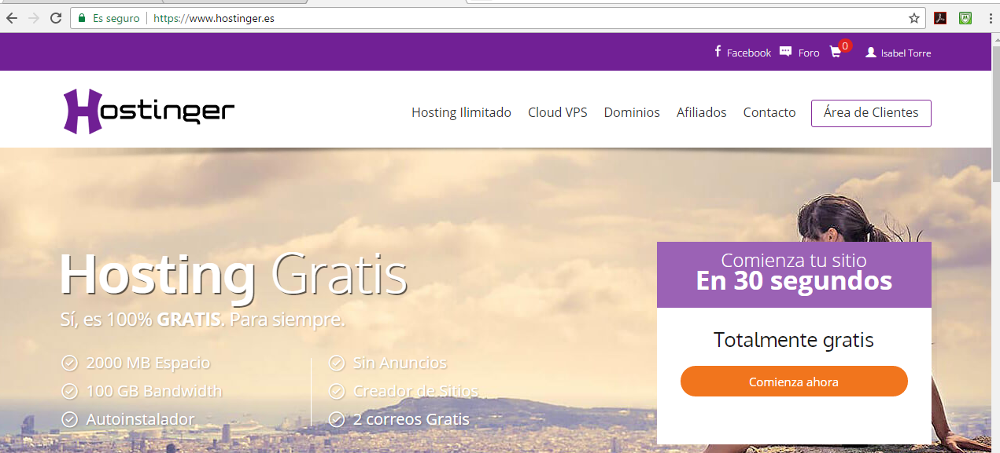 Es seguro | https://www.hostinger.es
Facebook Foro 0 Isabel Torre
Hostinger
Hosting Ilimitado Cloud VPS Dominios Afiliados Contacto Área de Clientes
Hosting Gratis
Sí, es 100% GRATIS. Para siempre.
2000 MB Espacio
100 GB Bandwidth
Autoinstalador
Sin Anuncios
Creador de Sitios
2 correos Gratis
Comienza tu sitio
En 30 segundos
Totalmente gratis
Comienza ahora